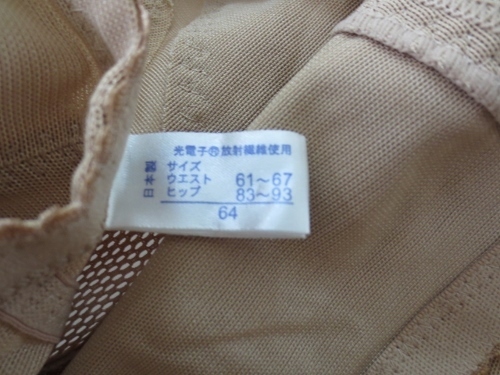 光電子®放射繊維使用
日本製
サイズ
ウエスト 61～67
ヒップ 83～93
64